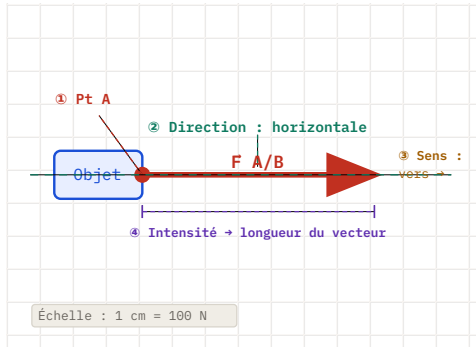 ① Pt A
② Direction : horizontale
F A/B
③ Sens :
vers →
Objet
④ Intensité → longueur du vecteur
Échelle : 1 cm = 100 N